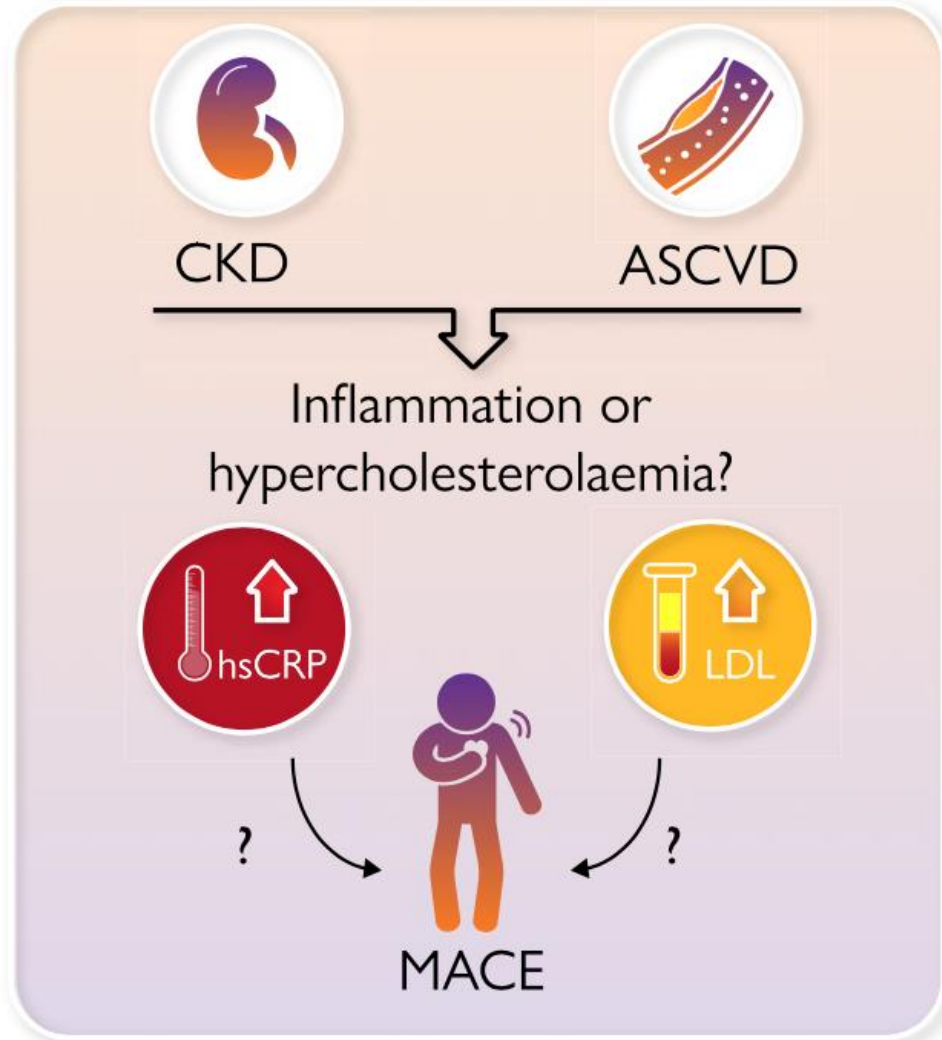 CKD
ASCVD
Inflammation or
hypercholesterolaemia?
hsCRP
LDL
?
?
MACE